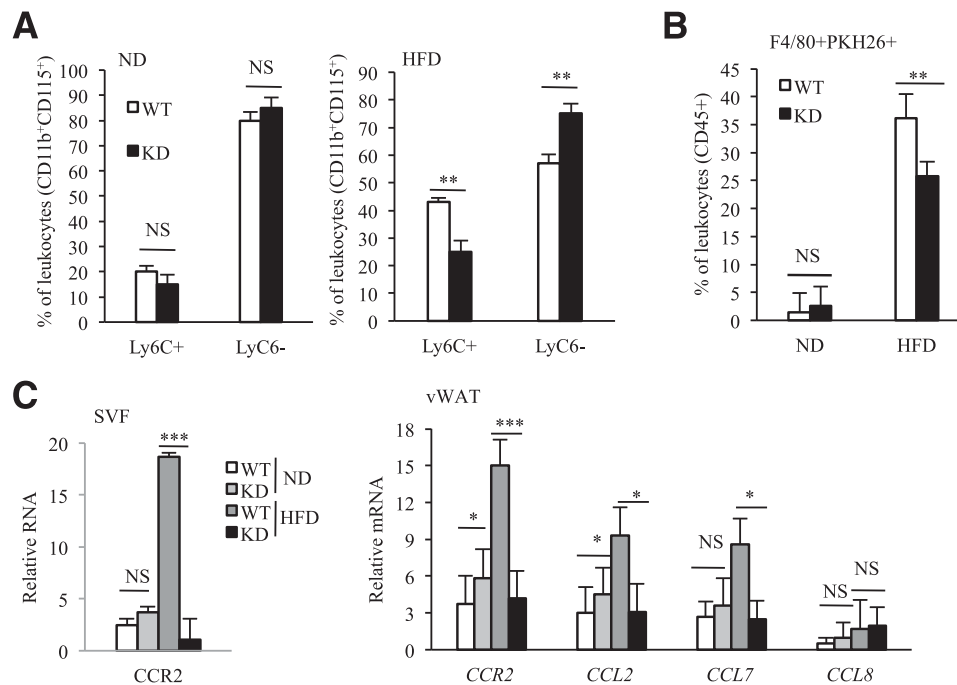 A
ND
% of leukocytes (CD11b+CD115+)
100
90
80
70
60
50
40
30
20
10
0
WT
KD
NS
NS
Ly6C+
LyC6-
HFD
% of leukocytes (CD11b+CD115+)
90
80
70
60
50
40
30
20
10
0
**
**
Ly6C+
LyC6-
B
F4/80+PKH26+
% of leukocytes (CD45+)
45
40
35
30
25
20
15
10
5
0
WT
KD
NS
**
ND
HFD
C
SVF
Relative RNA
20
15
10
5
0
NS
***
CCR2
WT
KD
ND
WT
KD
HFD
vWAT
Relative mRNA
18
15
12
9
6
3
0
*
***
*
*
NS
*
NS
NS
CCR2
CCL2
CCL7
CCL8